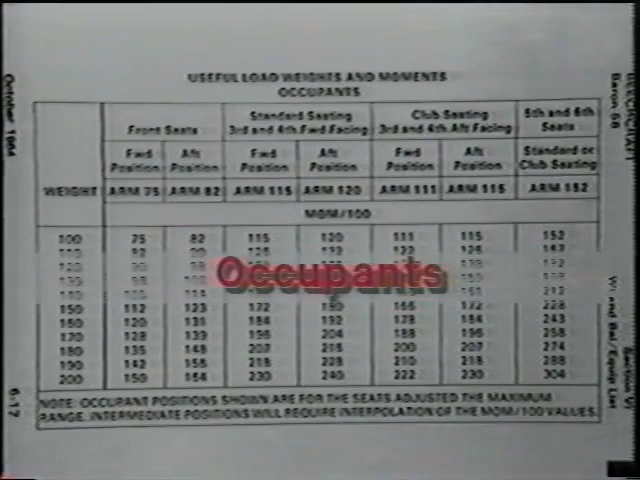 USEFUL LOAD WEIGHTS AND MOMENTS
OCCUPANTS
Front Seats
Standard Seating
3rd and 4th Fwd Facing
Club Seating
3rd and 4th Aft Facing
5th and 6th
Seats
Fwd Position
Aft Position
Fwd Position
Aft Position
Fwd Position
Aft Position
Standard or
Club Seating
WEIGHT ARM 75 ARM 82 ARM 115 ARM 120 ARM 111 ARM 115 ARM 152
MOM/100
100 75 82 115 120 111 115 152
Occupants
150 112 123 172 180 166 172 228
160 120 131 184 192 178 184 243
170 128 139 196 204 188 196 258
180 135 148 207 216 200 207 274
190 142 156 218 228 210 218 288
200 150 164 230 240 222 230 304
NOTE: OCCUPANT POSITIONS SHOWN ARE FOR THE SEATS ADJUSTED THE MAXIMUM
RANGE. INTERMEDIATE POSITIONS WILL REQUIRE INTERPOLATION OF THE MOM/100 VALUES.
October 1984
6-17
BEECHCRAFT
Baron 58
Section VI
Wt and Bal/Equip List